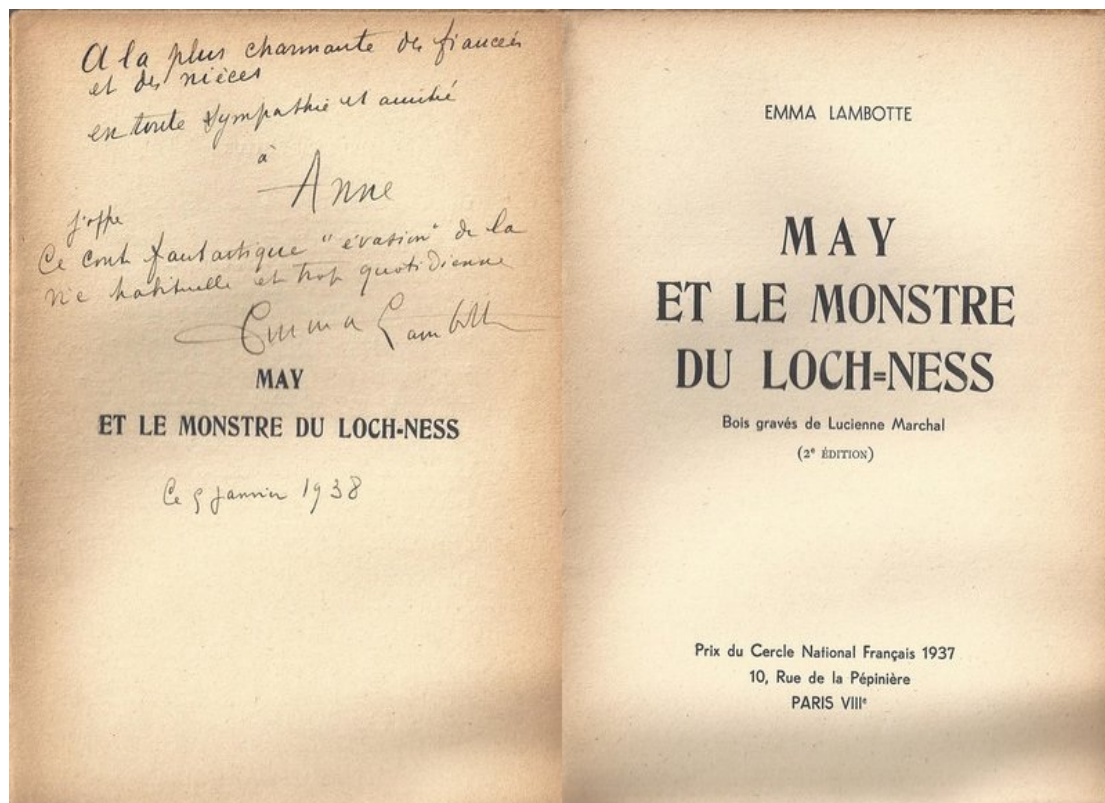 A la plus charmante des fiancées
et des nièces
en toute sympathie et amitié
à
Anne
j'offre
Ce conte fantastique "évasion" de la
vie habituelle et trop quotidienne
Emma Lambotte
MAY
ET LE MONSTRE DU LOCH-NESS
Ce 5 janvier 1938
EMMA LAMBOTTE
MAY
ET LE MONSTRE
DU LOCH=NESS
Bois gravés de Lucienne Marchal
(2e ÉDITION)
Prix du Cercle National Français 1937
10, Rue de la Pépinière
PARIS VIIIe